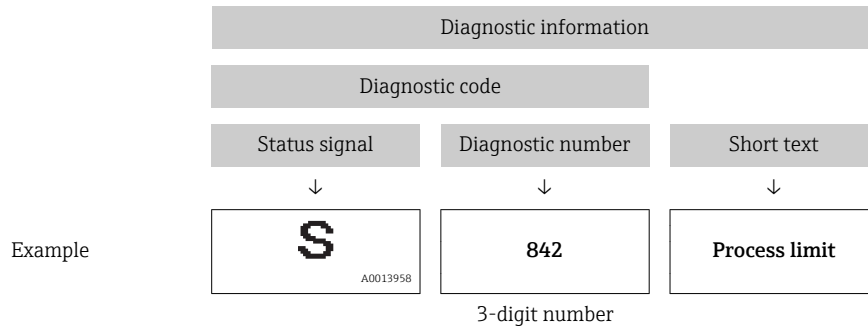 Diagnostic information
Diagnostic code
Status signal Diagnostic number Short text
↓ ↓ ↓
Example S 842 Process limit
A0013958
3-digit number